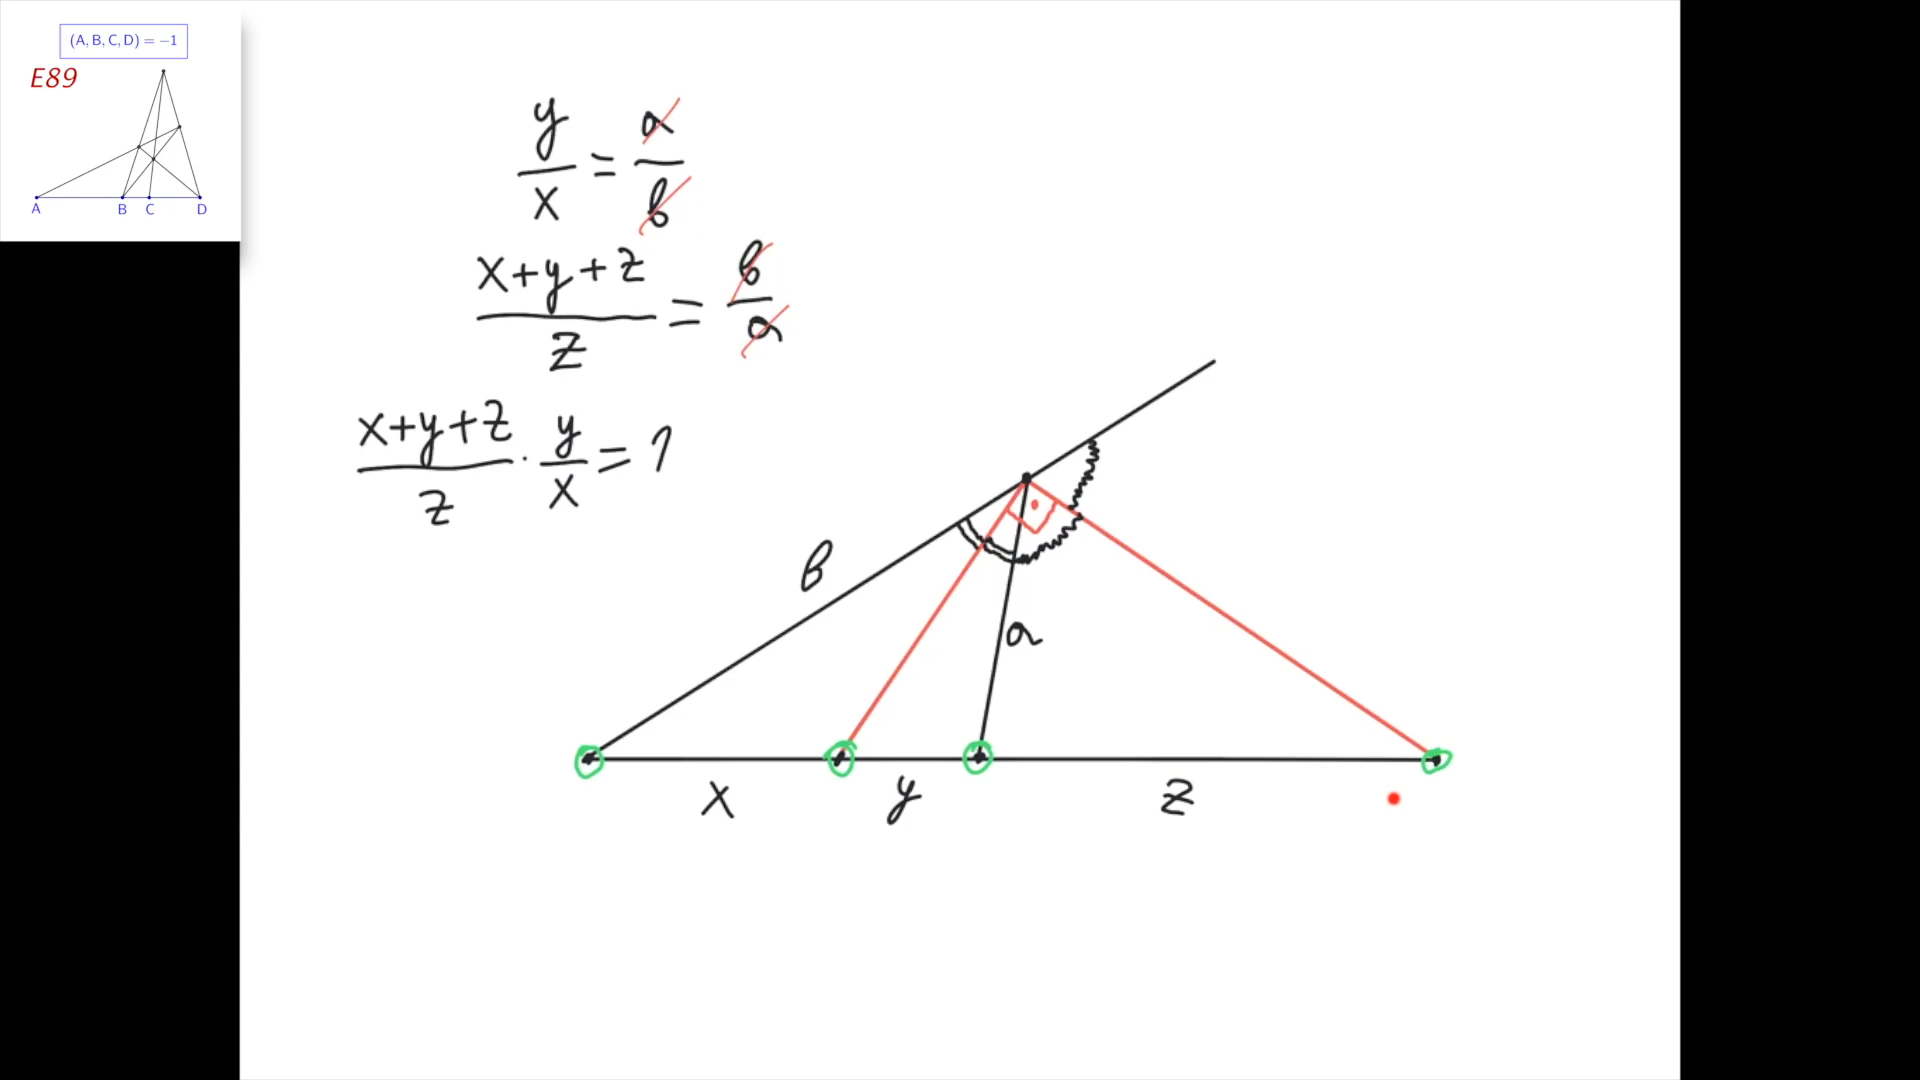 (A, B, C, D) = −1
E89
A B C D
y/x = a/b
(x+y+z)/z = b/a
(x+y+z)/z · y/x = 1
b
a
x y z